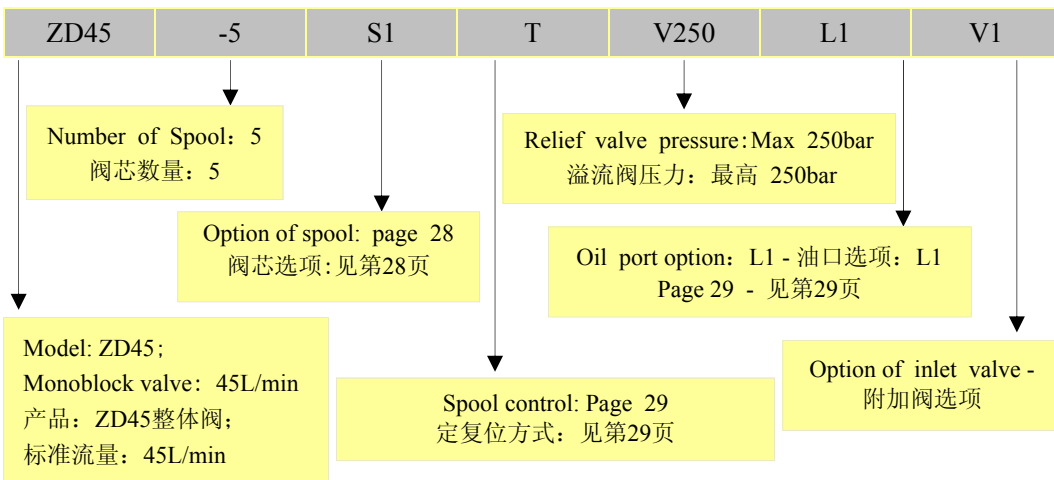 ZD45 -5 S1 T V250 L1 V1
Number of Spool：5
阀芯数量：5
Relief valve pressure:Max 250bar
溢流阀压力：最高 250bar
Option of spool: page 28
阀芯选项:见第28页
Oil port option：L1 - 油口选项：L1
Page 29 - 见第29页
Model: ZD45；
Monoblock valve：45L/min
产品：ZD45整体阀；
标准流量：45L/min
Spool control: Page 29
定复位方式：见第29页
Option of inlet valve -
附加阀选项